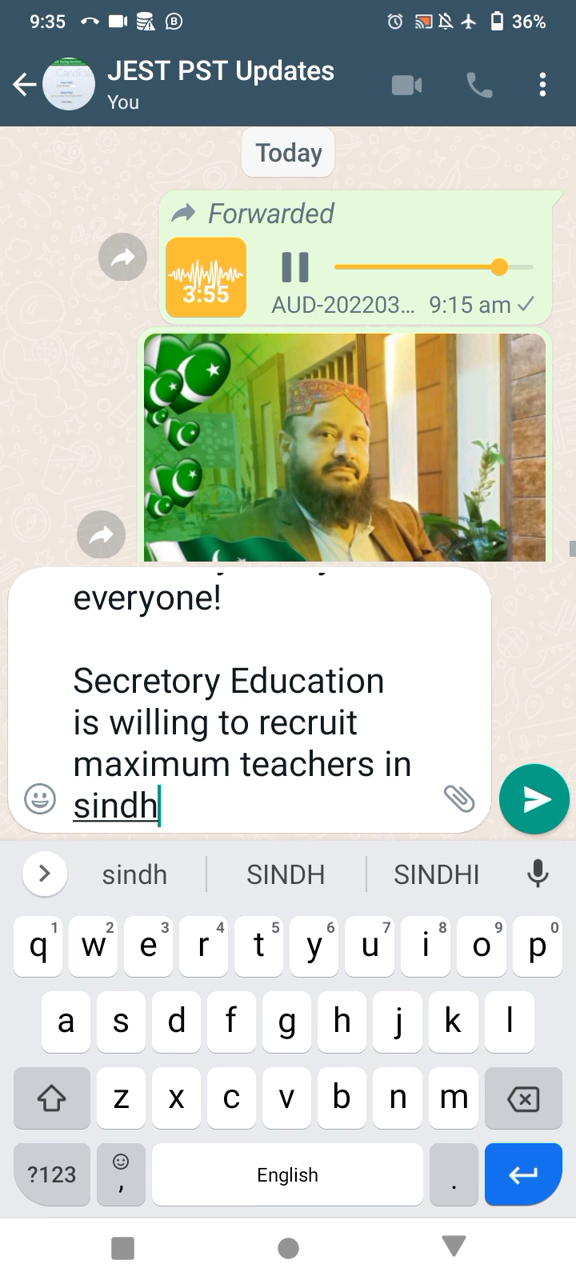 9:35
36%
JEST PST Updates
You
Today
Forwarded
3:55
AUD-202203... 9:15 am
everyone!
Secretory Education
is willing to recruit
maximum teachers in
sindh
sindh SINDH SINDHI
1 2 3 4 5 6 7 8 9 0
q w e r t y u i o p
a s d f g h j k l
z x c v b n m
?123 , English .